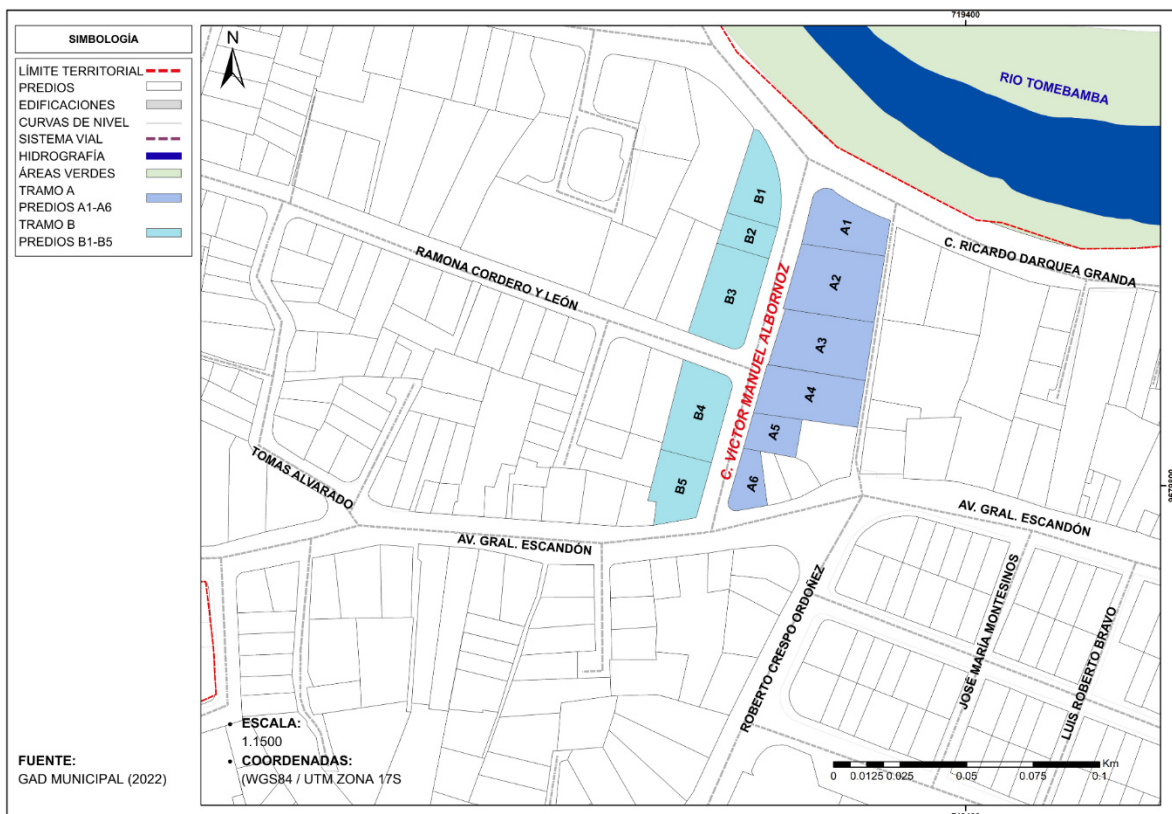 SIMBOLOGÍA
LÍMITE TERRITORIAL
PREDIOS
EDIFICACIONES
CURVAS DE NIVEL
SISTEMA VIAL
HIDROGRAFÍA
ÁREAS VERDES
TRAMO A
PREDIOS A1-A6
TRAMO B
PREDIOS B1-B5
N
719400
RIO TOMEBAMBA
B1
B2
B3
A1
A2
A3
A4
A5
A6
B4
B5
C. RICARDO DARQUEA GRANDA
RAMONA CORDERO Y LEÓN
C. VICTOR MANUEL ALBORNOZ
TOMAS ALVARADO
AV. GRAL. ESCANDÓN
AV. GRAL. ESCANDÓN
ROBERTO CRESPO ORDOÑEZ
JOSÉ MARÍA MONTESINOS
LUIS ROBERTO BRAVO
• ESCALA:
1.1500
• COORDENADAS:
(WGS84 / UTM ZONA 17S
FUENTE:
GAD MUNICIPAL (2022)
Km
0 0.0125 0.025 0.05 0.075 0.1